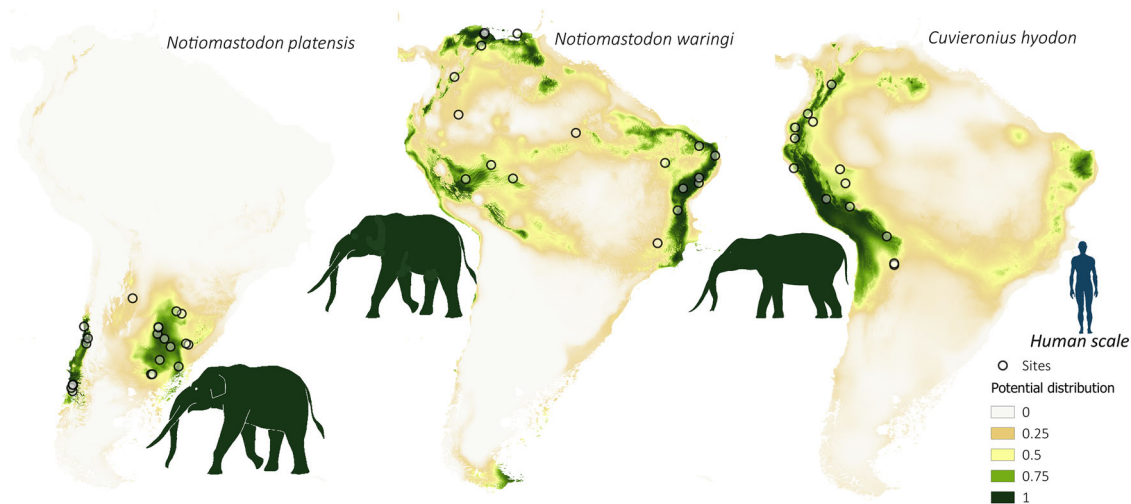 Notiomastodon platensis
Notiomastodon waringi
Cuvieronius hyodon
Human scale
Sites
Potential distribution
0
0.25
0.5
0.75
1